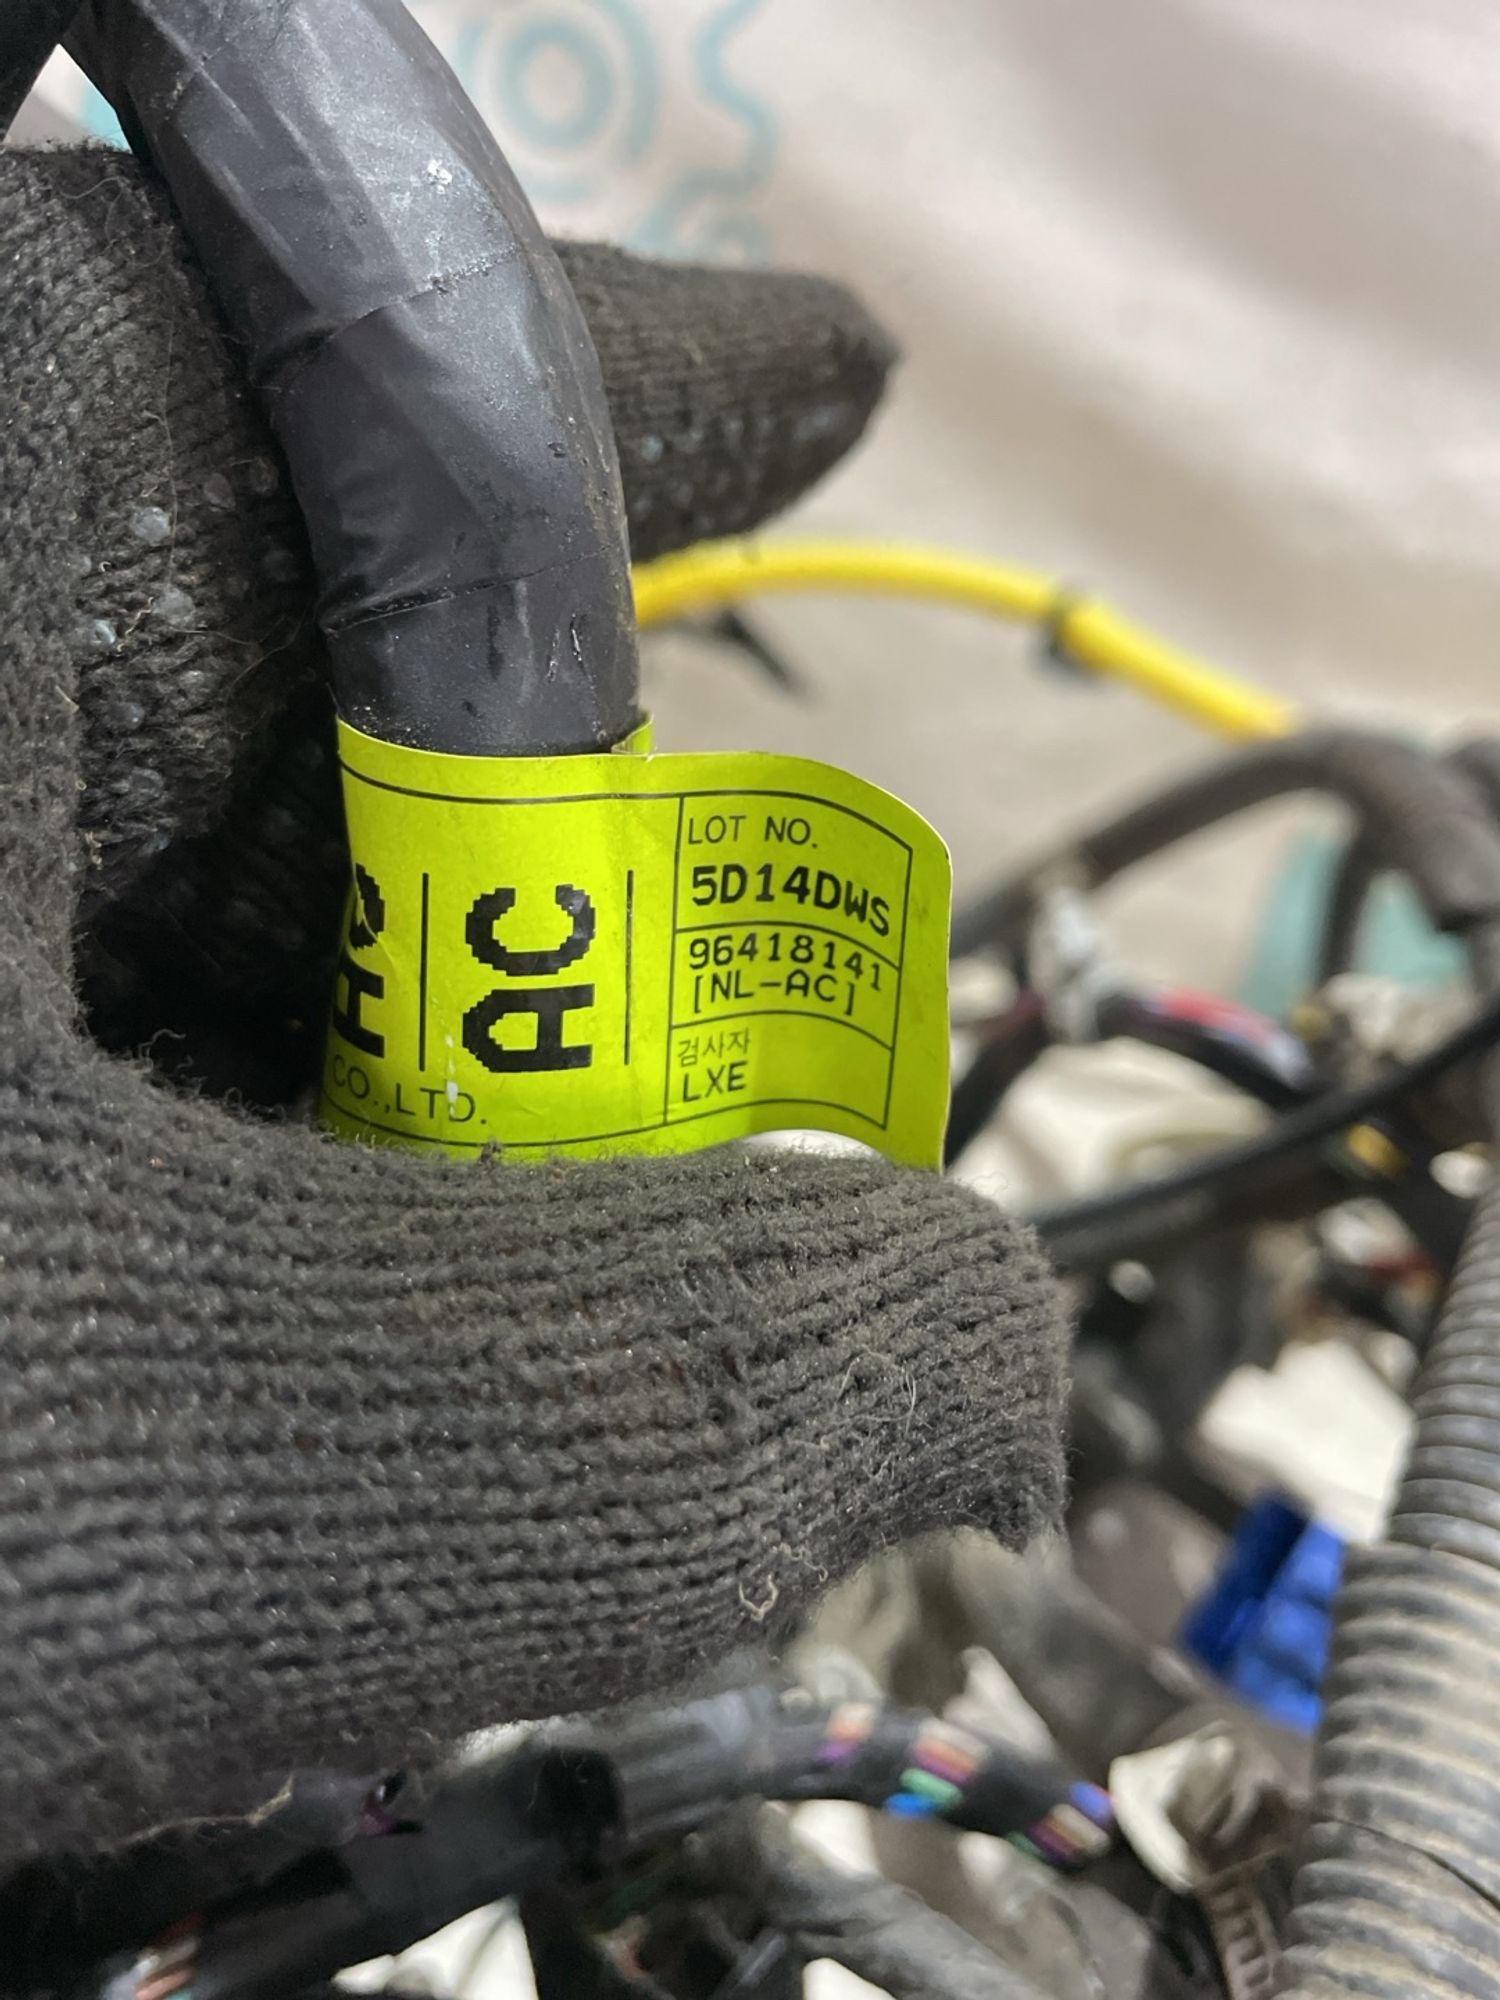 AC
LOT NO.
5D14DWS
96418141
[NL-AC]
검사자
LXE
CO.,LTD.